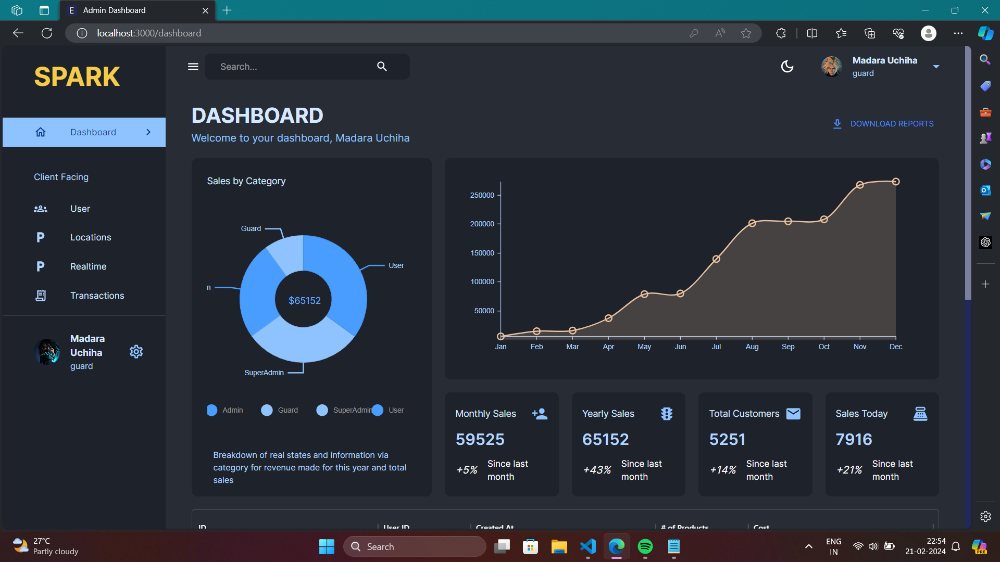 Admin Dashboard
localhost:3000/dashboard
SPARK
Search...
Madara Uchiha
guard
Dashboard
Client Facing
User
Locations
Realtime
Transactions
Madara
Uchiha
guard
DASHBOARD
Welcome to your dashboard, Madara Uchiha
DOWNLOAD REPORTS
Sales by Category
Guard
User
n
$65152
SuperAdmin
Admin Guard SuperAdmin User
Breakdown of real states and information via
category for revenue made for this year and total
sales
250000
200000
150000
100000
50000
Jan Feb Mar Apr May Jun Jul Aug Sep Oct Nov Dec
Monthly Sales
59525
+5% Since last
month
Yearly Sales
65152
+43% Since last
month
Total Customers
5251
+14% Since last
month
Sales Today
7916
+21% Since last
month
ID User ID Created At # of Products Cost
27°C
Partly cloudy
Search
ENG
IN
22:54
21-02-2024
PRE